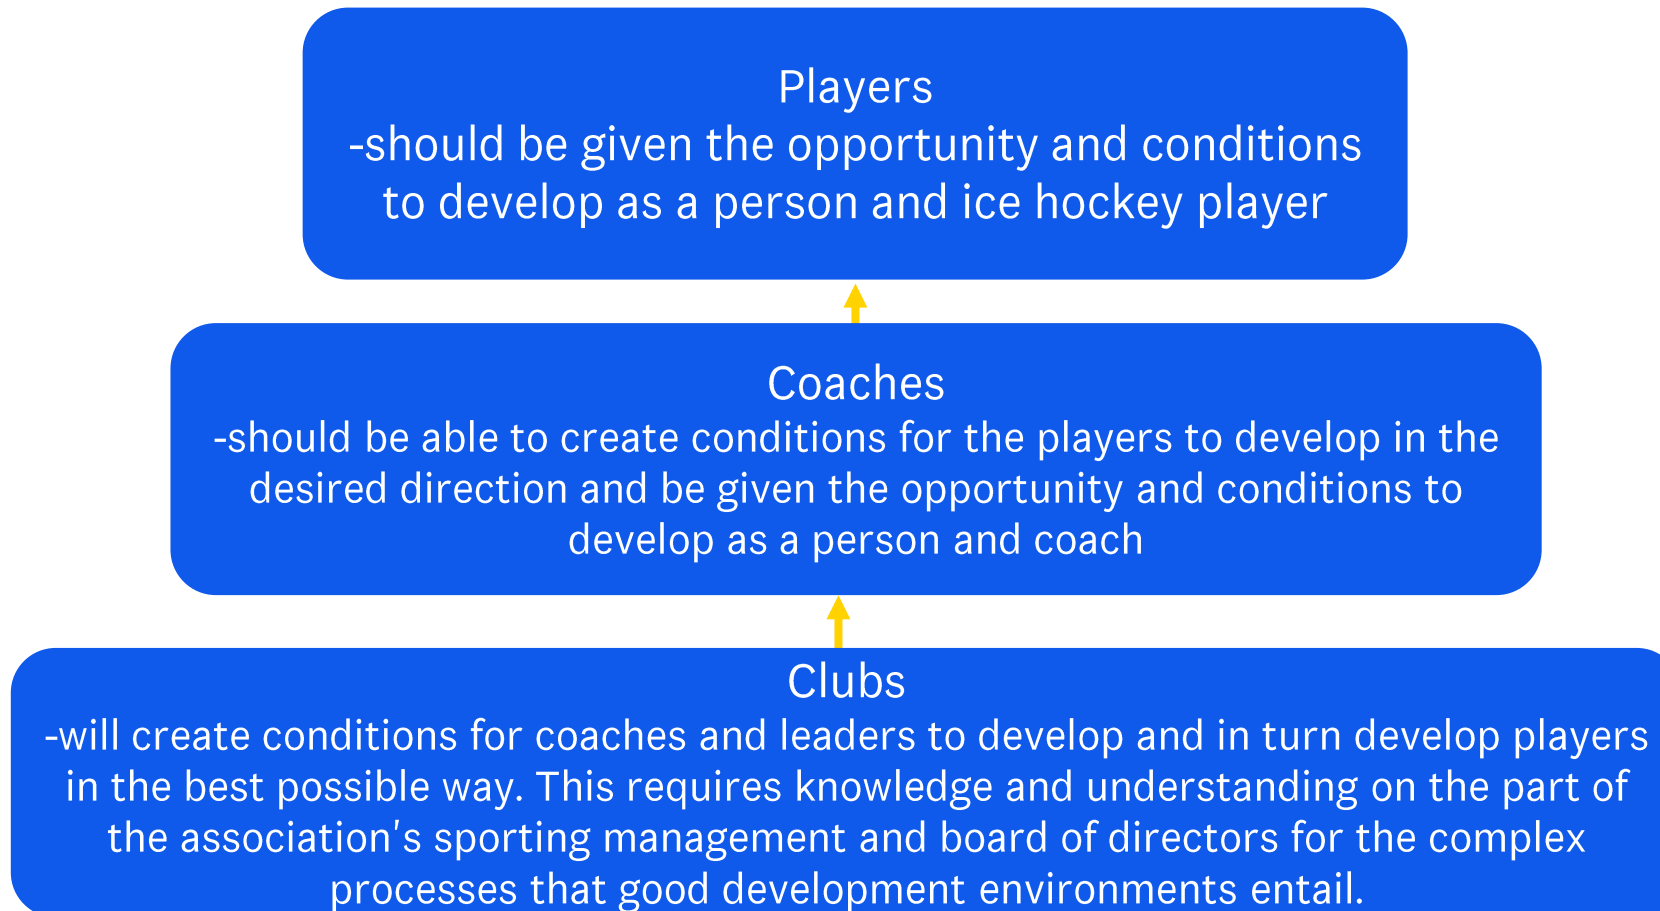 Players
-should be given the opportunity and conditions
to develop as a person and ice hockey player
Coaches
-should be able to create conditions for the players to develop in the
desired direction and be given the opportunity and conditions to
develop as a person and coach
Clubs
-will create conditions for coaches and leaders to develop and in turn develop players
in the best possible way. This requires knowledge and understanding on the part of
the association's sporting management and board of directors for the complex
processes that good development environments entail.